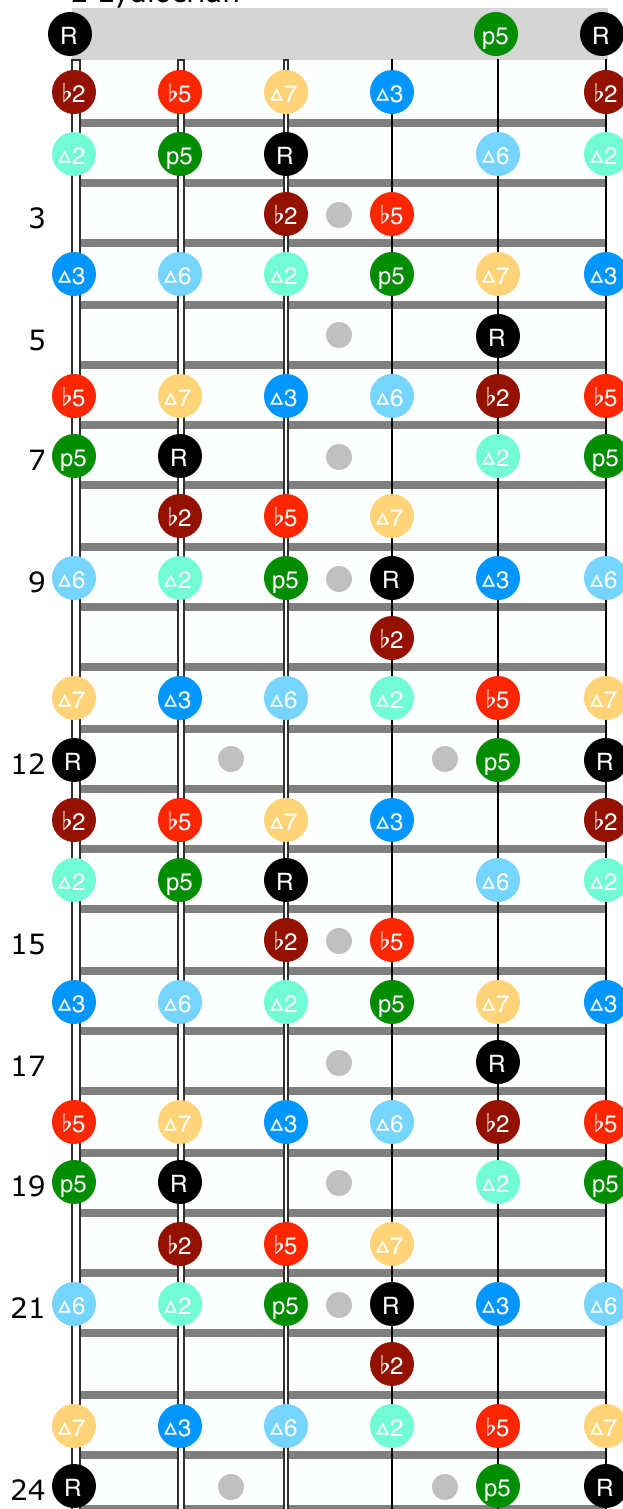 R p5 R
♭2 ♭5 △7 △3 ♭2
△2 p5 R △6 △2
3 ♭2 ♭5
△3 △6 △2 p5 △7 △3
5 R
♭5 △7 △3 △6 ♭2 ♭5
7 p5 R △2 p5
♭2 ♭5 △7
9 △6 △2 p5 R △3 △6
♭2
△7 △3 △6 △2 ♭5 △7
12 R p5 R
♭2 ♭5 △7 △3 ♭2
△2 p5 R △6 △2
15 ♭2 ♭5
△3 △6 △2 p5 △7 △3
17 R
♭5 △7 △3 △6 ♭2 ♭5
19 p5 R △2 p5
♭2 ♭5 △7
21 △6 △2 p5 R △3 △6
♭2
△7 △3 △6 △2 ♭5 △7
24 R p5 R